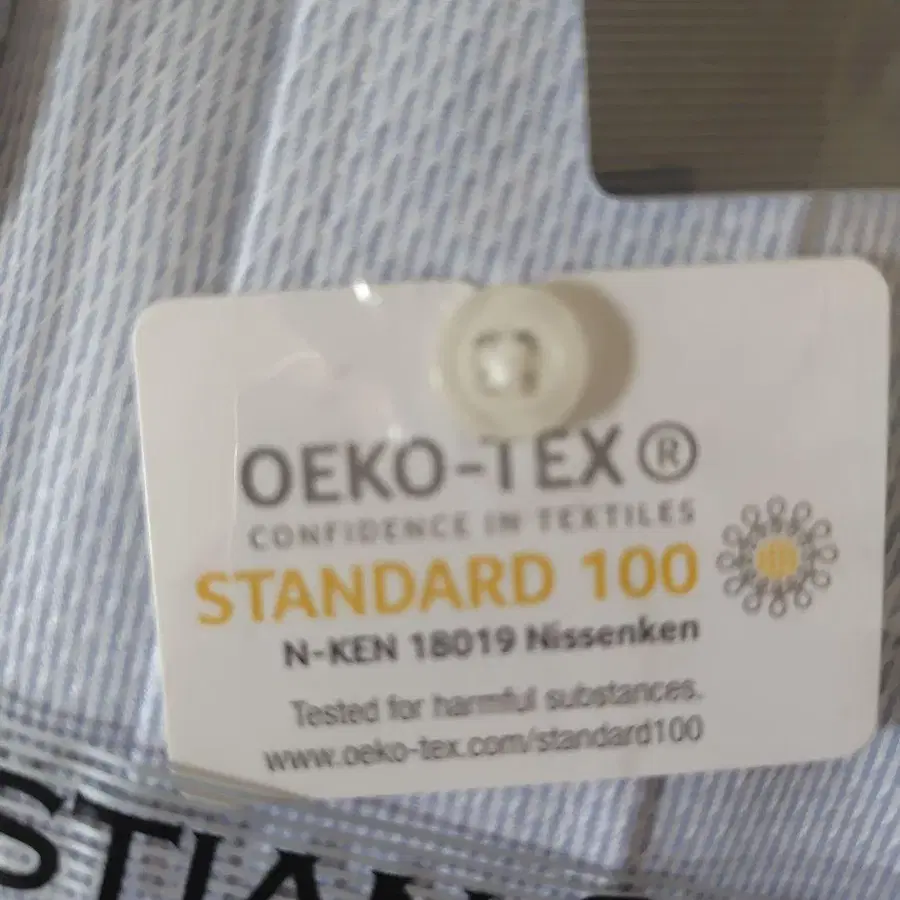 OEKO-TEX®
CONFIDENCE IN TEXTILES
STANDARD 100
N-KEN 18019 Nissenken
Tested for harmful substances.
www.oeko-tex.com/standard100
STIAN